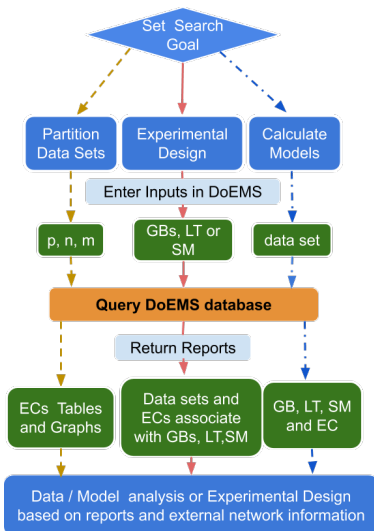 Set Search
Goal
Partition
Data Sets
Experimental
Design
Calculate
Models
Enter Inputs in DoEMS
p, n, m
GBs, LT or
SM
data set
Query DoEMS database
Return Reports
ECs Tables
and Graphs
Data sets and
ECs associate
with GBs, LT,SM
GB, LT, SM
and EC
Data / Model analysis or Experimental Design
based on reports and external network information